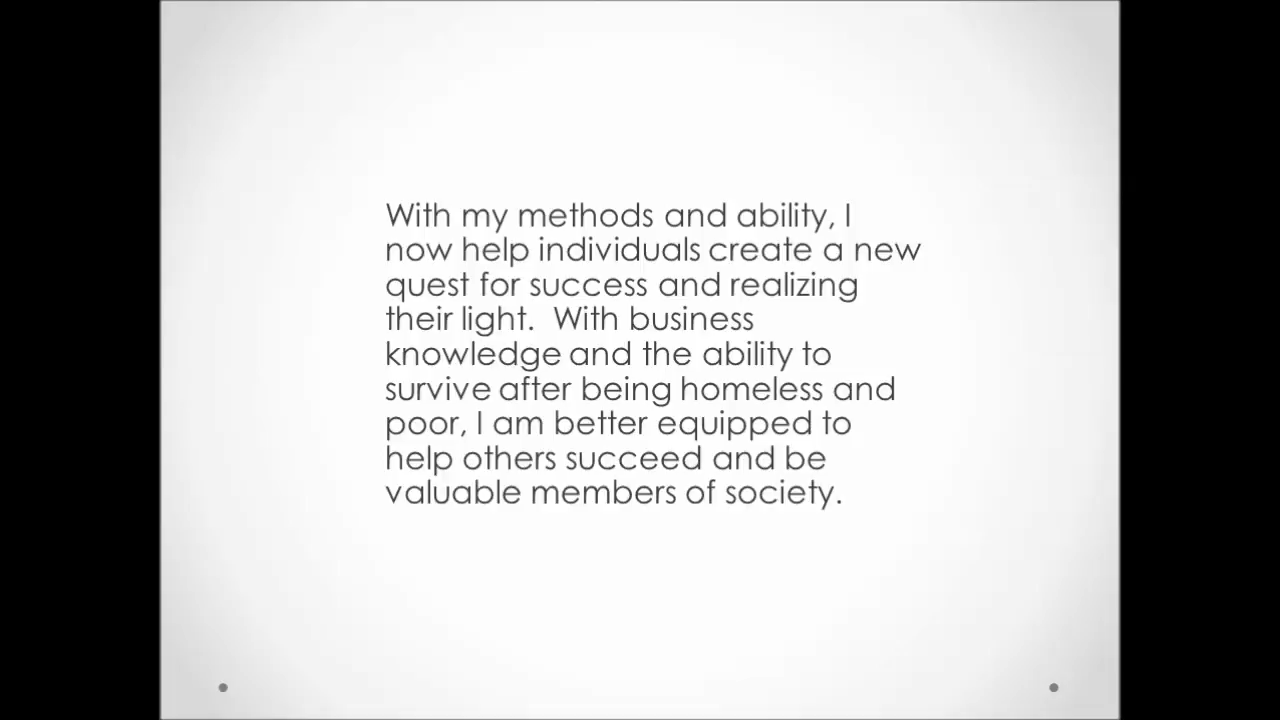 With my methods and ability, I
now help individuals create a new
quest for success and realizing
their light.  With business
knowledge and the ability to
survive after being homeless and
poor, I am better equipped to
help others succeed and be
valuable members of society.